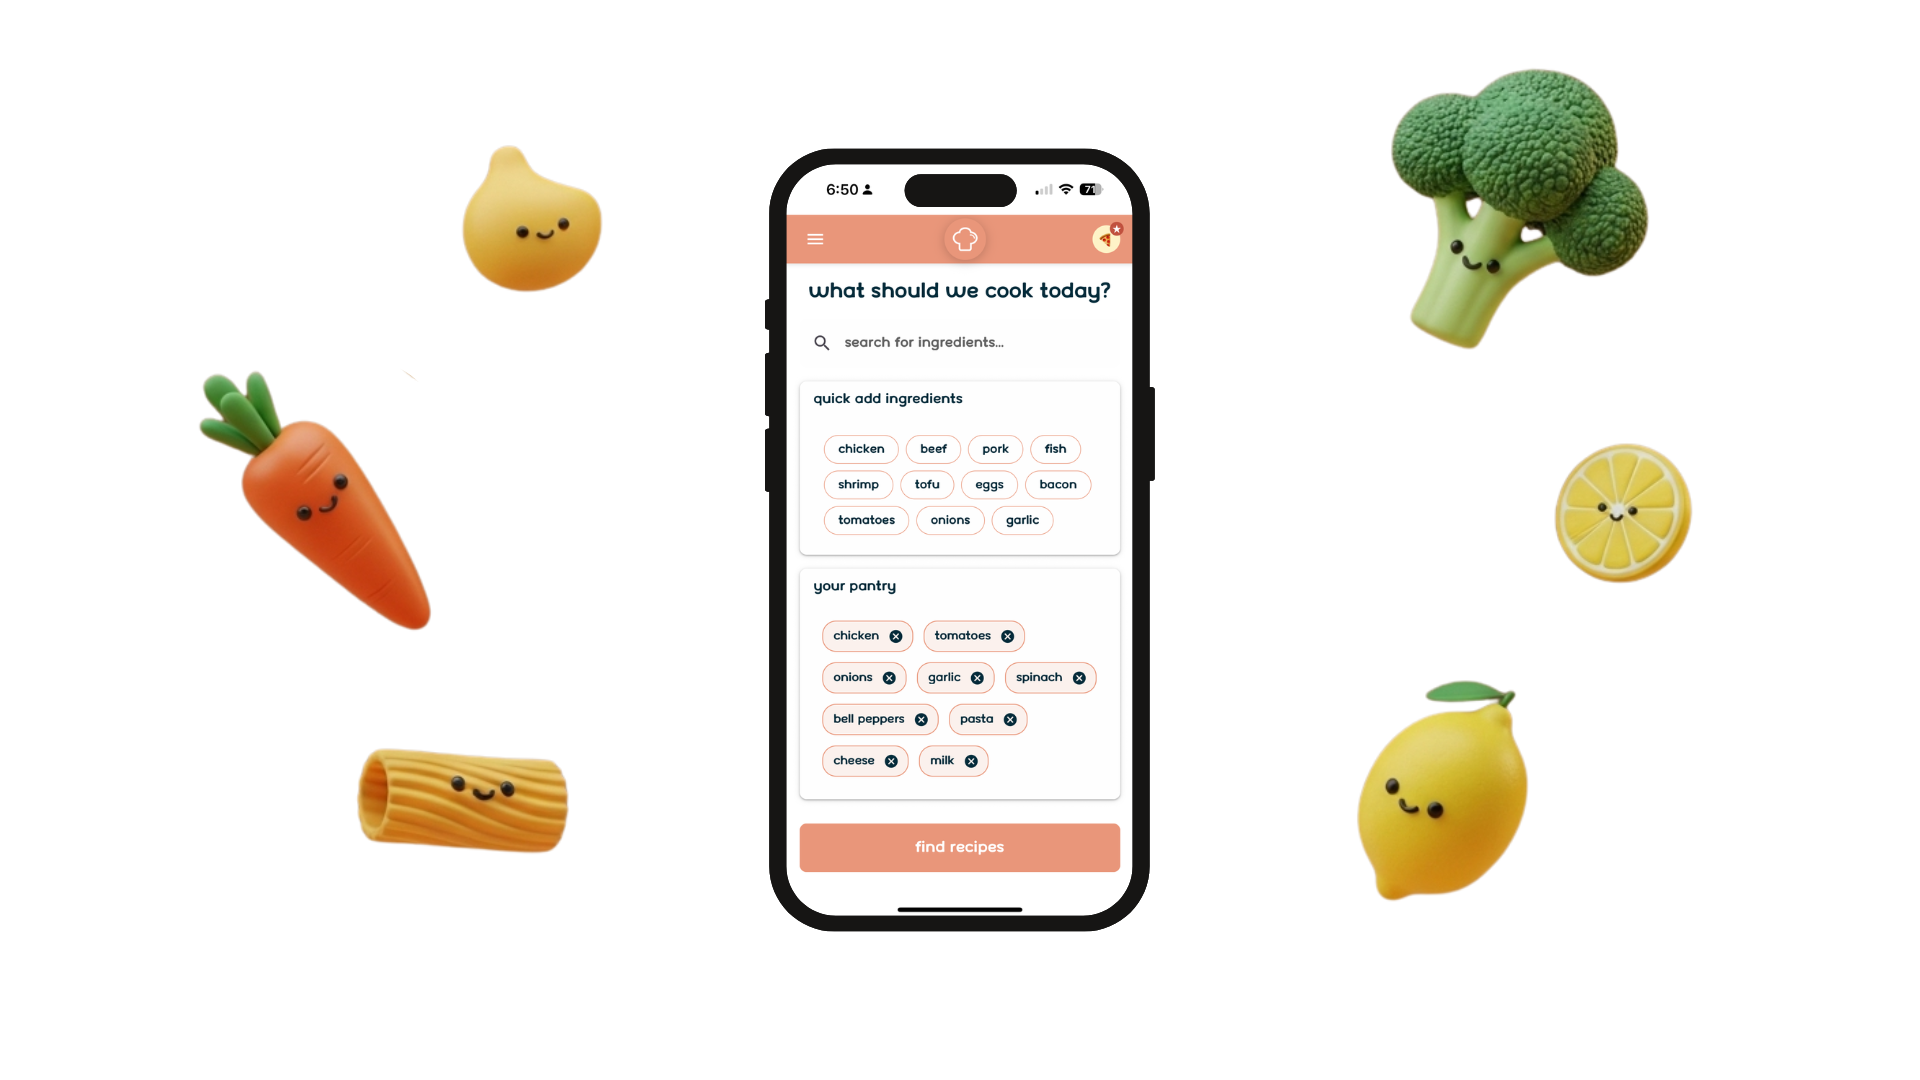 6:50
71
what should we cook today?
search for ingredients...
quick add ingredients
chicken beef pork fish
shrimp tofu eggs bacon
tomatoes onions garlic
your pantry
chicken tomatoes
onions garlic spinach
bell peppers pasta
cheese milk
find recipes